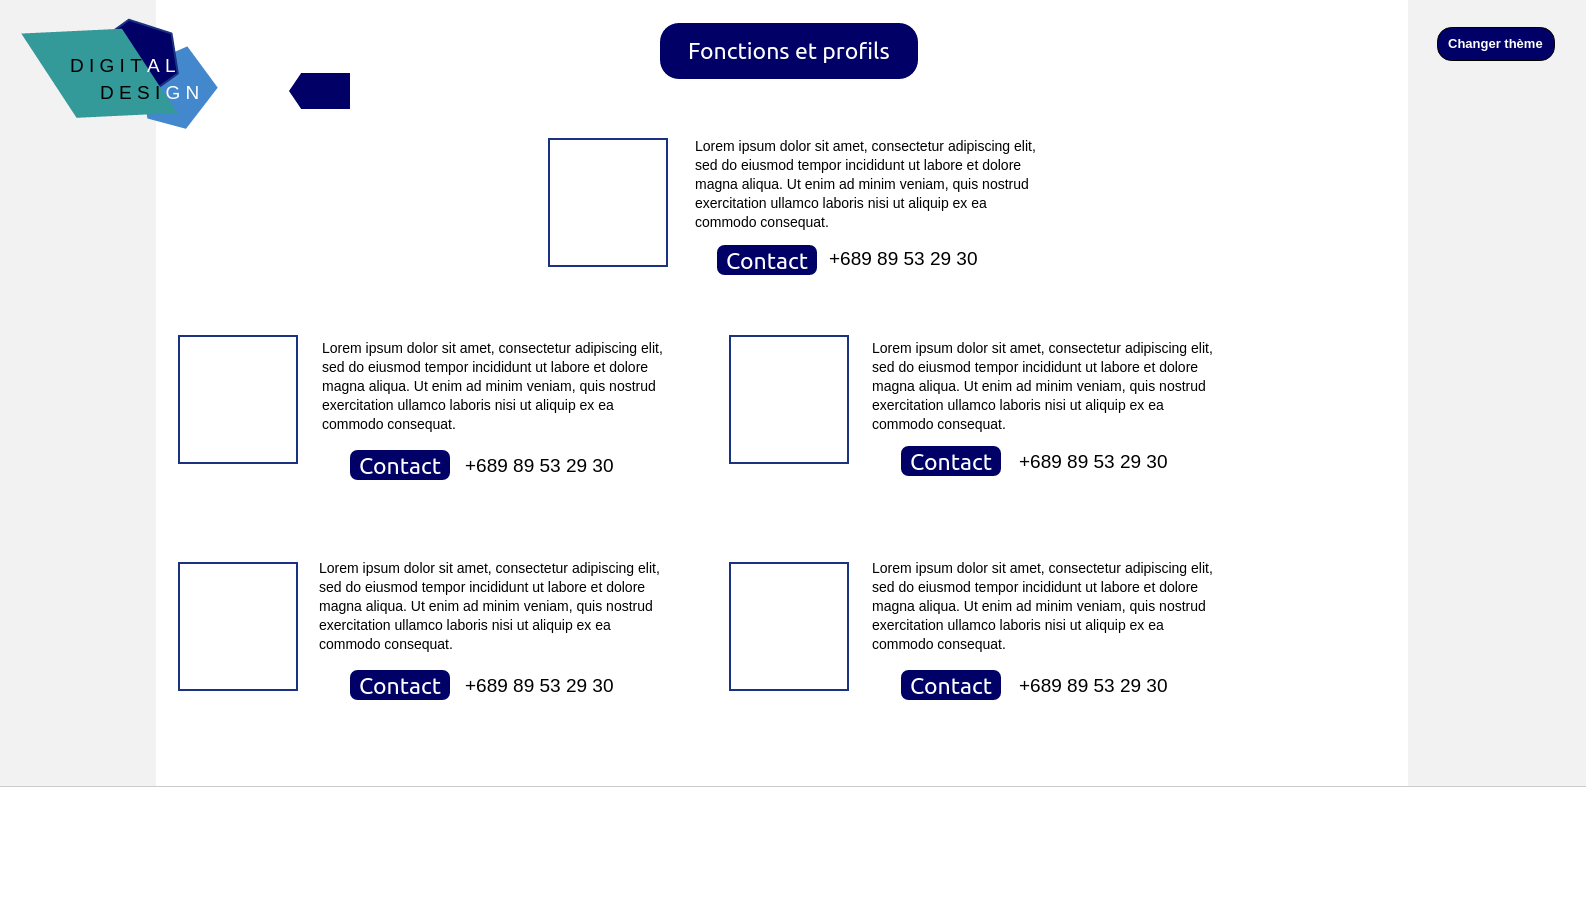 DIGITAL
DESIGN
Fonctions et profils
Changer thème
Lorem ipsum dolor sit amet, consectetur adipiscing elit,
sed do eiusmod tempor incididunt ut labore et dolore
magna aliqua. Ut enim ad minim veniam, quis nostrud
exercitation ullamco laboris nisi ut aliquip ex ea
commodo consequat.
Contact +689 89 53 29 30
Lorem ipsum dolor sit amet, consectetur adipiscing elit,
sed do eiusmod tempor incididunt ut labore et dolore
magna aliqua. Ut enim ad minim veniam, quis nostrud
exercitation ullamco laboris nisi ut aliquip ex ea
commodo consequat.
Contact +689 89 53 29 30
Lorem ipsum dolor sit amet, consectetur adipiscing elit,
sed do eiusmod tempor incididunt ut labore et dolore
magna aliqua. Ut enim ad minim veniam, quis nostrud
exercitation ullamco laboris nisi ut aliquip ex ea
commodo consequat.
Contact +689 89 53 29 30
Lorem ipsum dolor sit amet, consectetur adipiscing elit,
sed do eiusmod tempor incididunt ut labore et dolore
magna aliqua. Ut enim ad minim veniam, quis nostrud
exercitation ullamco laboris nisi ut aliquip ex ea
commodo consequat.
Contact +689 89 53 29 30
Lorem ipsum dolor sit amet, consectetur adipiscing elit,
sed do eiusmod tempor incididunt ut labore et dolore
magna aliqua. Ut enim ad minim veniam, quis nostrud
exercitation ullamco laboris nisi ut aliquip ex ea
commodo consequat.
Contact +689 89 53 29 30